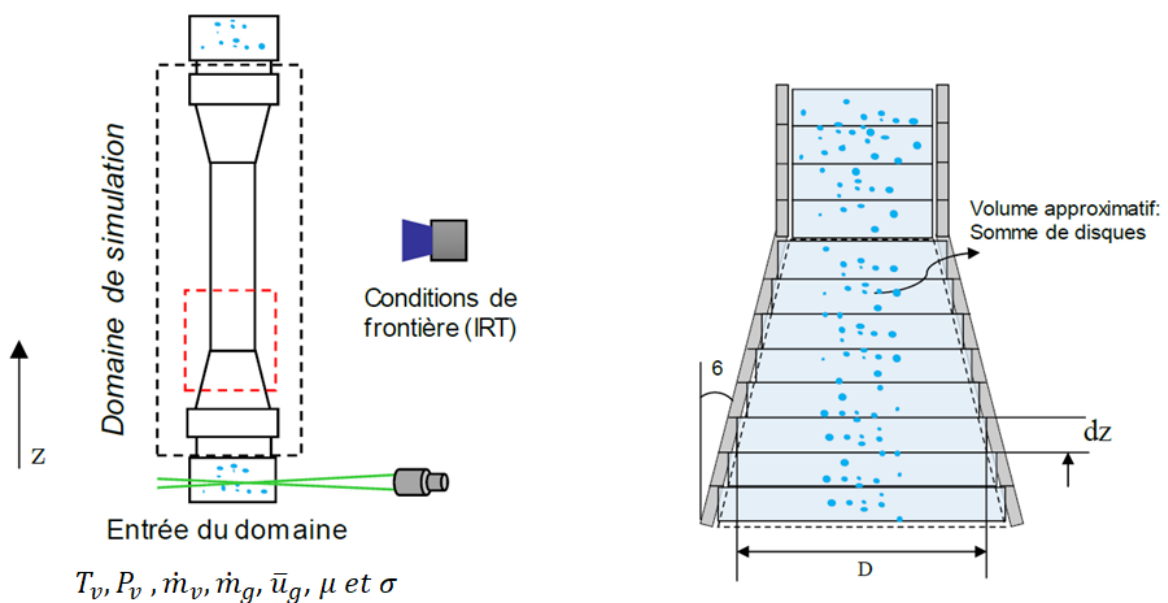 Domaine de simulation
Z
Conditions de
frontière (IRT)
Entrée du domaine
T_v, P_v , ṁ_v, ṁ_g, ū_g, μ et σ
Volume approximatif:
Somme de disques
6
dz
D